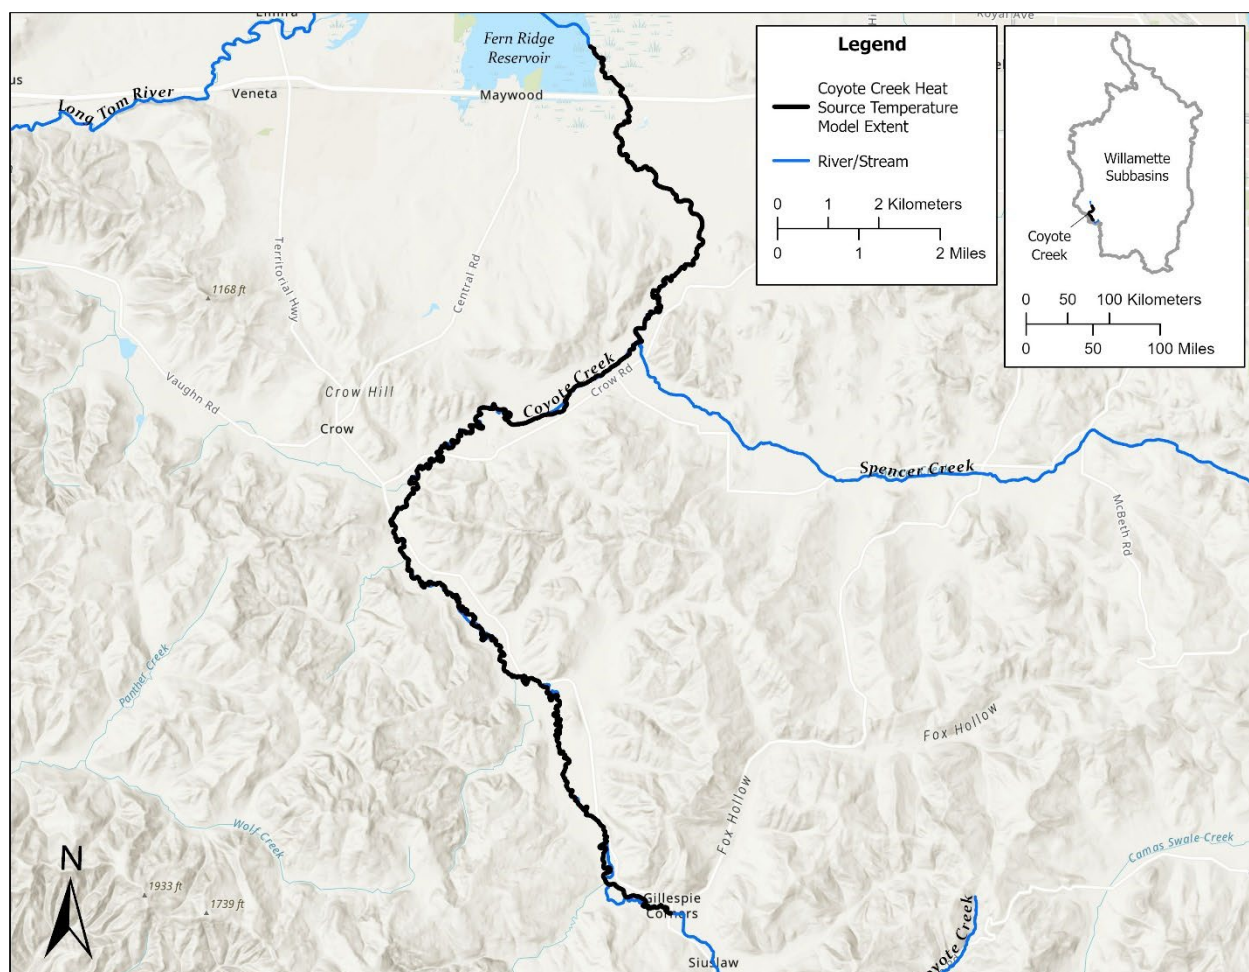 Elmira
Royal Ave
Fern Ridge
Reservoir
us
Long Tom River
Veneta
Maywood
Legend
Coyote Creek Heat
Source Temperature
Model Extent
River/Stream
0 1 2 Kilometers
0 1 2 Miles
Willamette
Subbasins
Coyote
Creek
0 50 100 Kilometers
0 50 100 Miles
1168 ft
Territorial Hwy
Central Rd
Vaughn Rd
Crow Hill
Crow
Coyote Creek
Crow Rd
Spencer Creek
McBeth Rd
Panther Creek
Fox Hollow
Fox Hollow
Wolf Creek
Camas Swale Creek
N
1933 ft
1739 ft
Gillespie
Corners
Coyote Creek
Siuslaw